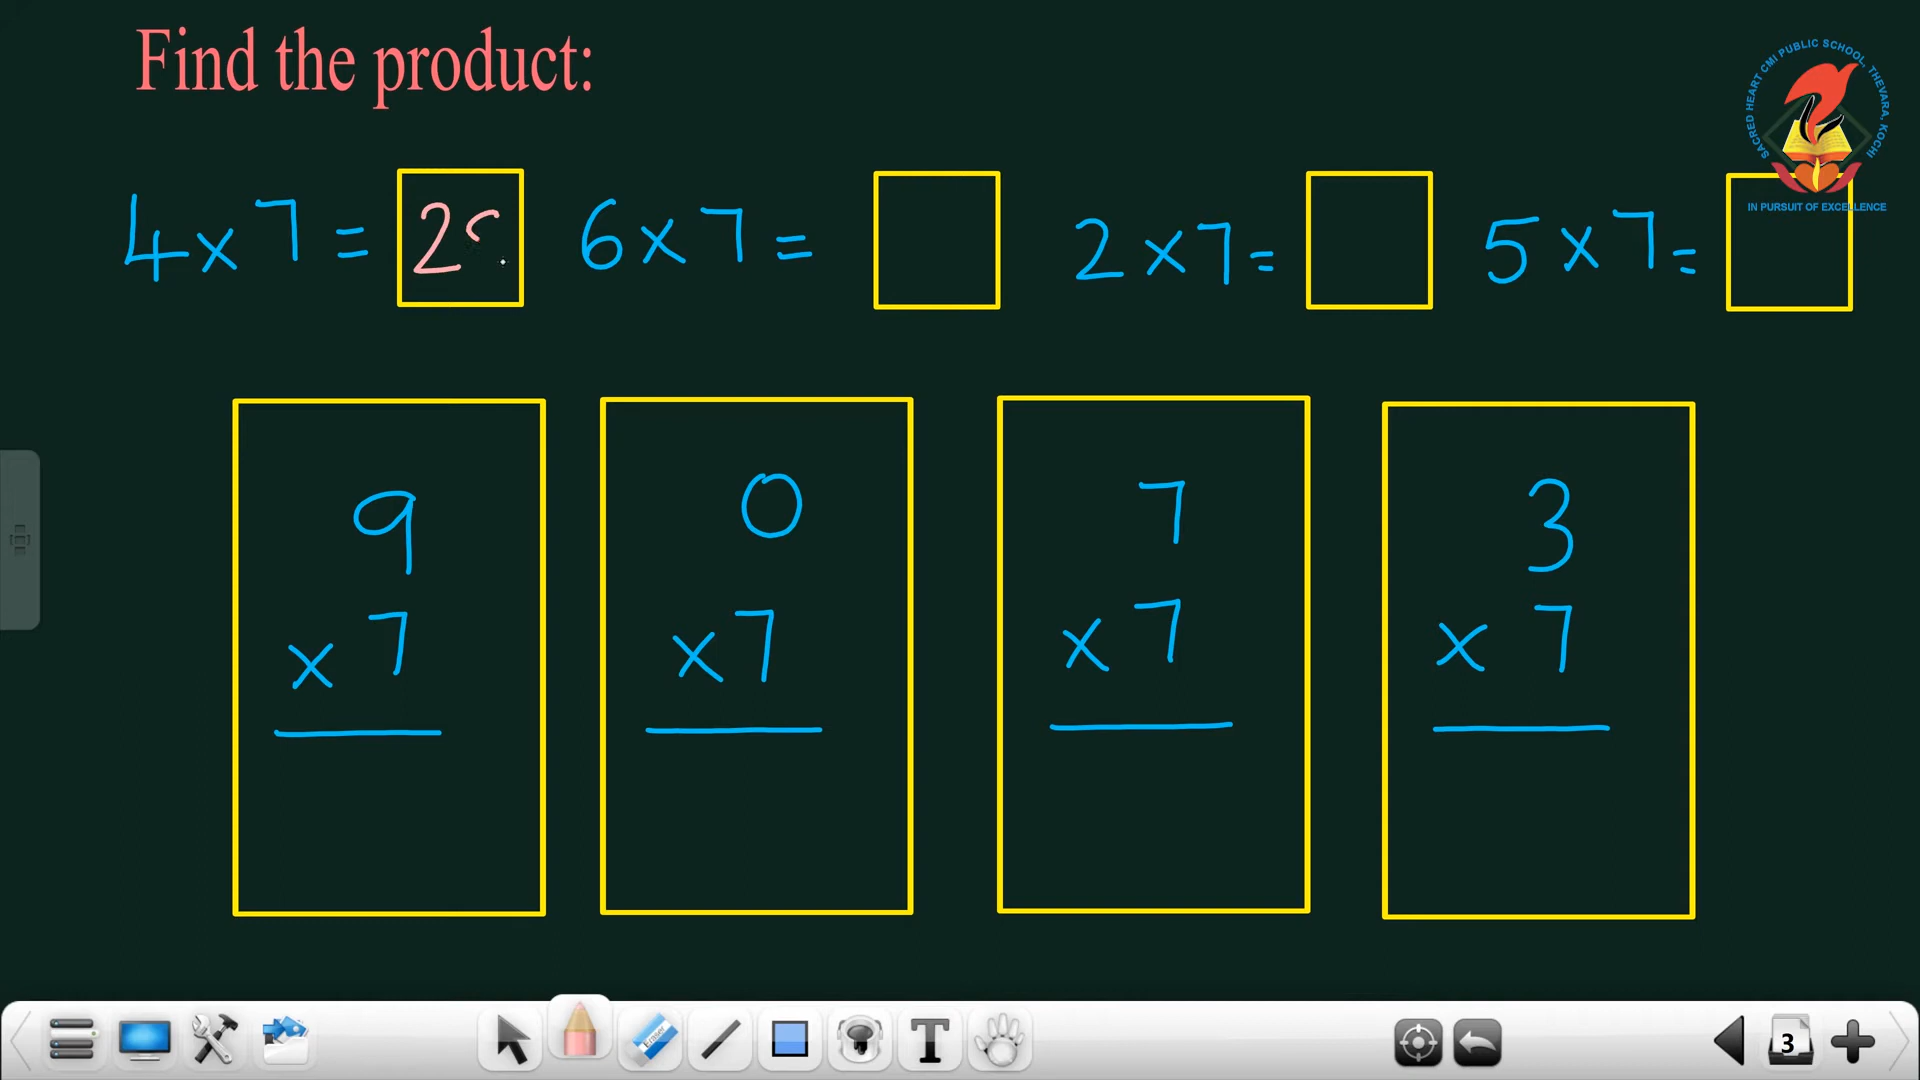 Find the product:
SACRED HEART CMI PUBLIC SCHOOL, THEVARA, KOCHI
IN PURSUIT OF EXCELLENCE
4 x 7 = 2
6 x 7 =
2 x 7 =
5 x 7 =
9
x 7
0
x 7
7
x 7
3
x 7
Eraser
T
3